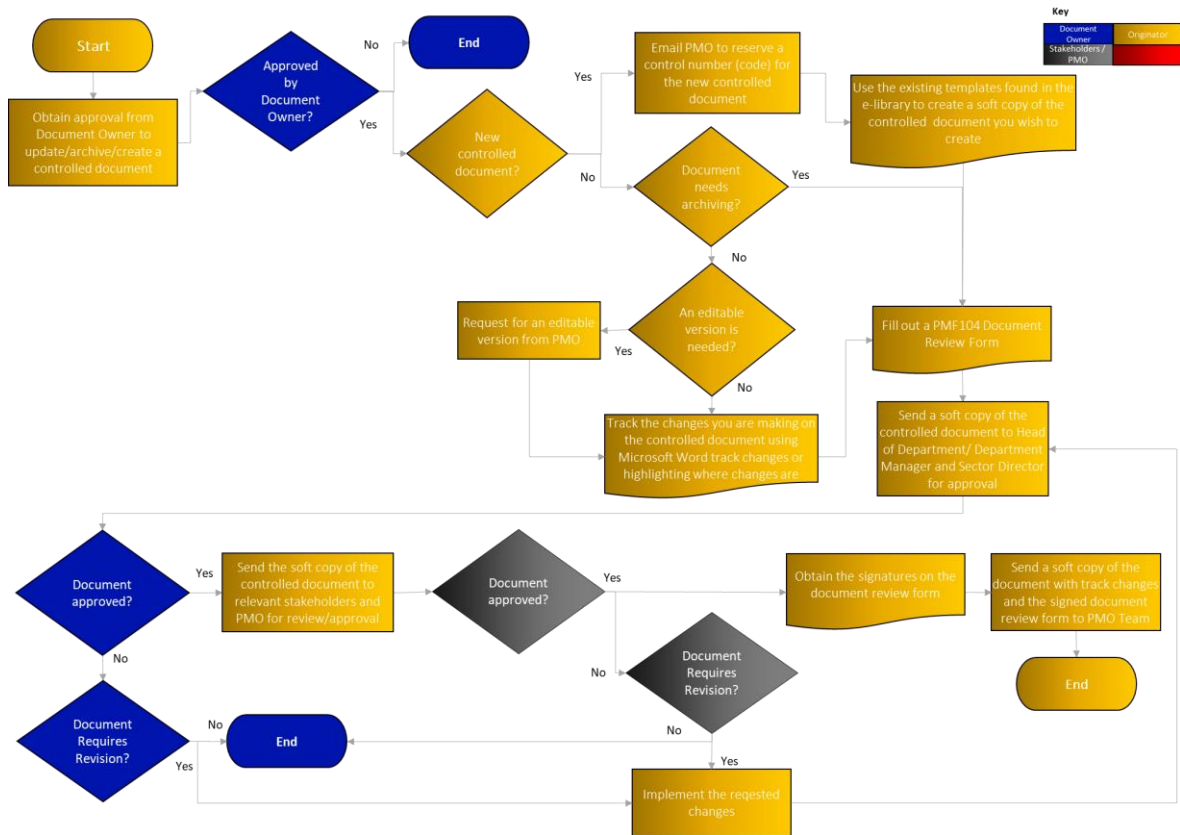 Key
Document
Owner
Originator
Stakeholders /
PMO
Start
Obtain approval from
Document Owner to
update/archive/create a
controlled document
Approved
by
Document
Owner?
No
End
Yes
New
controlled
document?
Yes
Email PMO to reserve a
control number (code) for
the new controlled
document
Use the existing templates found in the
e-library to create a soft copy of the
controlled document you wish to
create
No
Document
needs
archiving?
Yes
No
An editable
version is
needed?
Yes
Request for an editable
version from PMO
No
Track the changes you are making on
the controlled document using
Microsoft Word track changes or
highlighting where changes are
Fill out a PMF104 Document
Review Form
Send a soft copy of the
controlled document to Head
of Department/ Department
Manager and Sector Director
for approval
Document
approved?
Yes
Send the soft copy of the
controlled document to
relevant stakeholders and
PMO for review/approval
Document
approved?
Yes
Obtain the signatures on the
document review form
Send a soft copy of the
document with track changes
and the signed document
review form to PMO Team
End
No
Document
Requires
Revision?
No
Document
Requires
Revision?
No
End
Yes
No
Yes
Implement the reqested
changes